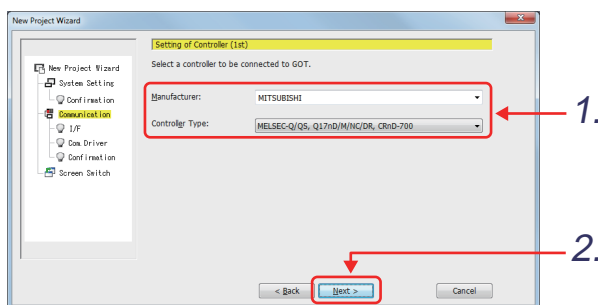 New Project Wizard
Setting of Controller (1st)
Select a controller to be connected to GOT.
New Project Wizard
System Setting
Confirmation
Communication
I/F
Com. Driver
Confirmation
Screen Switch
Manufacturer: MITSUBISHI
Controller Type: MELSEC-Q/QS, Q17nD/M/NC/DR, CRnD-700
1.
2.
< Back Next > Cancel